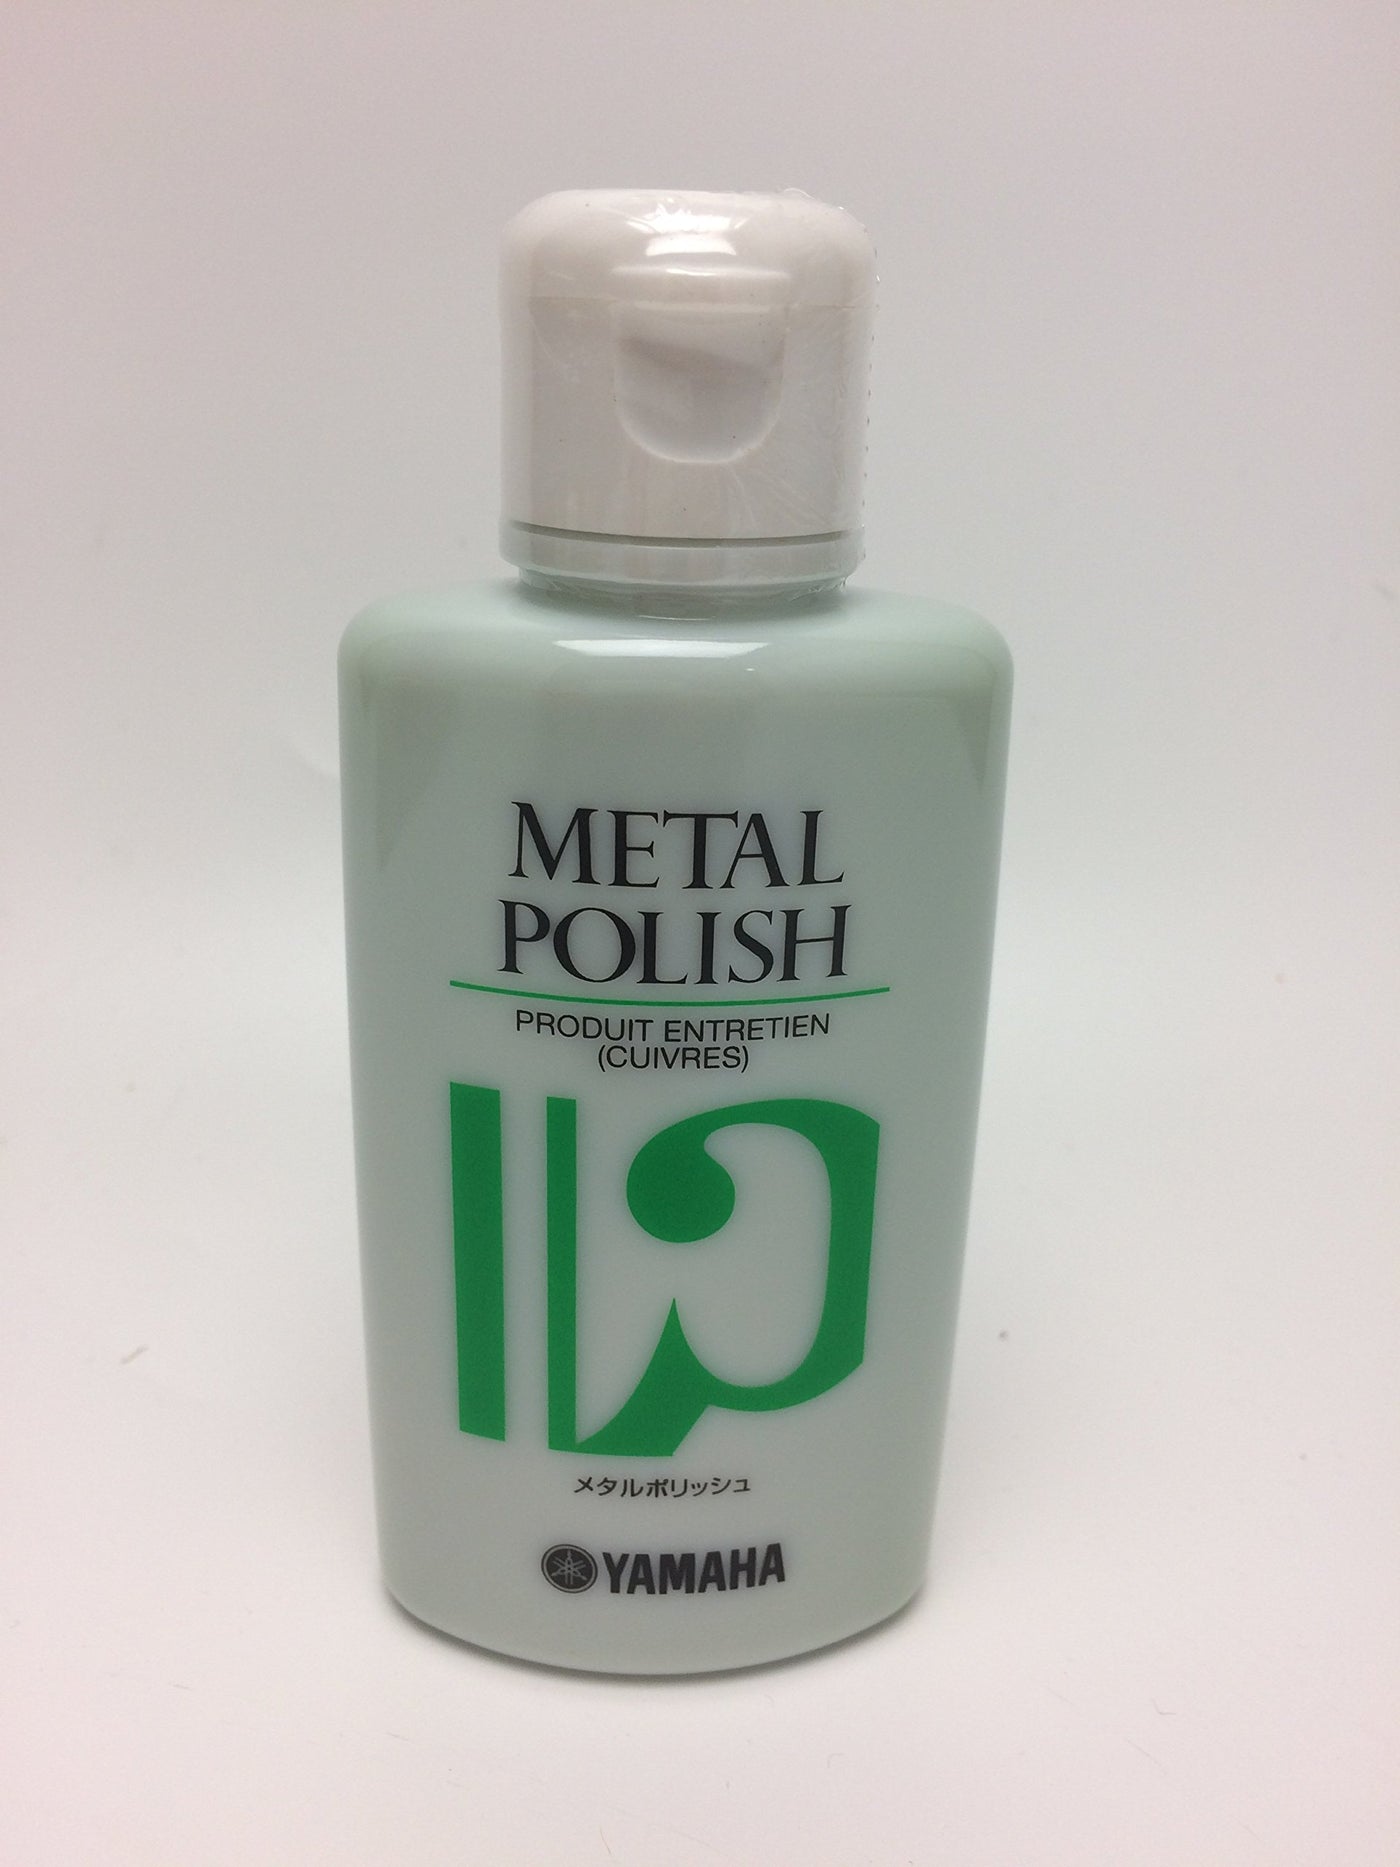 METAL
POLISH
PRODUIT ENTRETIEN
(CUIVRES)
メタルポリッシュ
YAMAHA